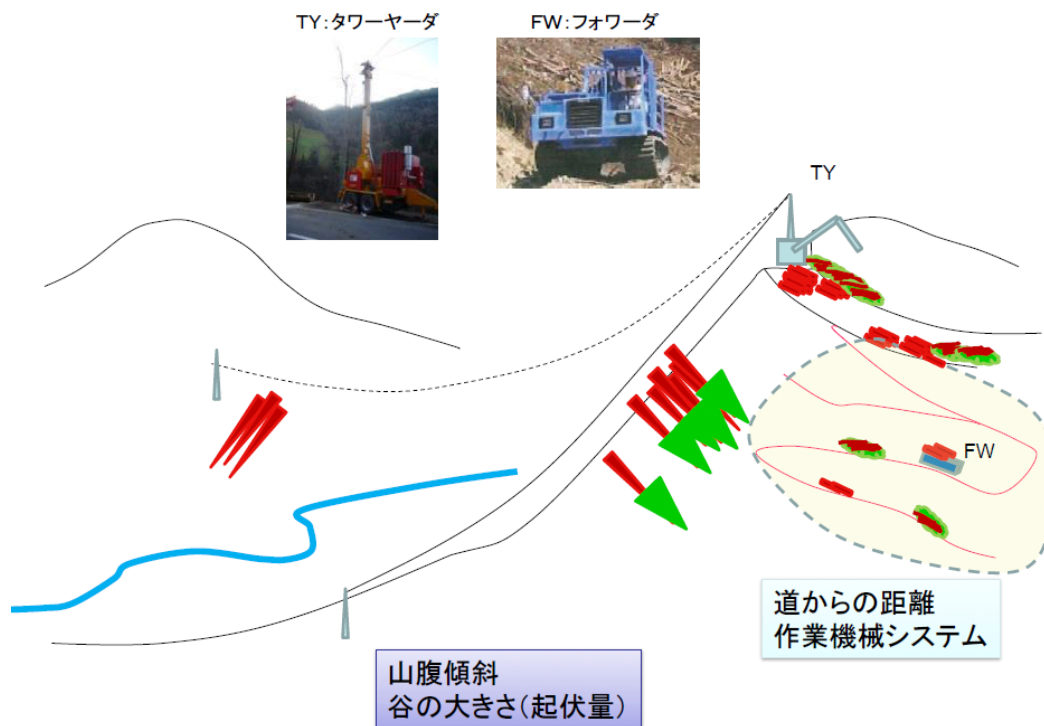 TY：タワーヤーダ
FW：フォワーダ
TY
FW
道からの距離
作業機械システム
山腹傾斜
谷の大きさ（起伏量）